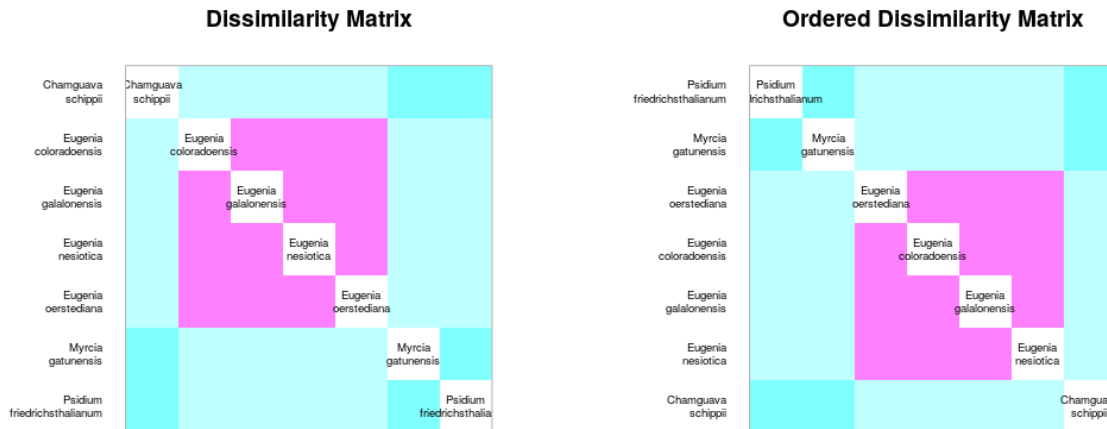 Dissimilarity Matrix
Chamguava
schippii
Chamguava
schippii
Eugenia
coloradoensis
Eugenia
coloradoensis
Eugenia
galalonensis
Eugenia
galalonensis
Eugenia
nesiotica
Eugenia
nesiotica
Eugenia
oerstediana
Eugenia
oerstediana
Myrcia
gatunensis
Myrcia
gatunensis
Psidium
friedrichsthalianum
Psidium
friedrichsthalia
Ordered Dissimilarity Matrix
Psidium
friedrichsthalianum
Psidium
drichsthalianum
Myrcia
gatunensis
Myrcia
gatunensis
Eugenia
oerstediana
Eugenia
oerstediana
Eugenia
coloradoensis
Eugenia
coloradoensis
Eugenia
galalonensis
Eugenia
galalonensis
Eugenia
nesiotica
Eugenia
nesiotica
Chamguava
schippii
Chamgua
schippii